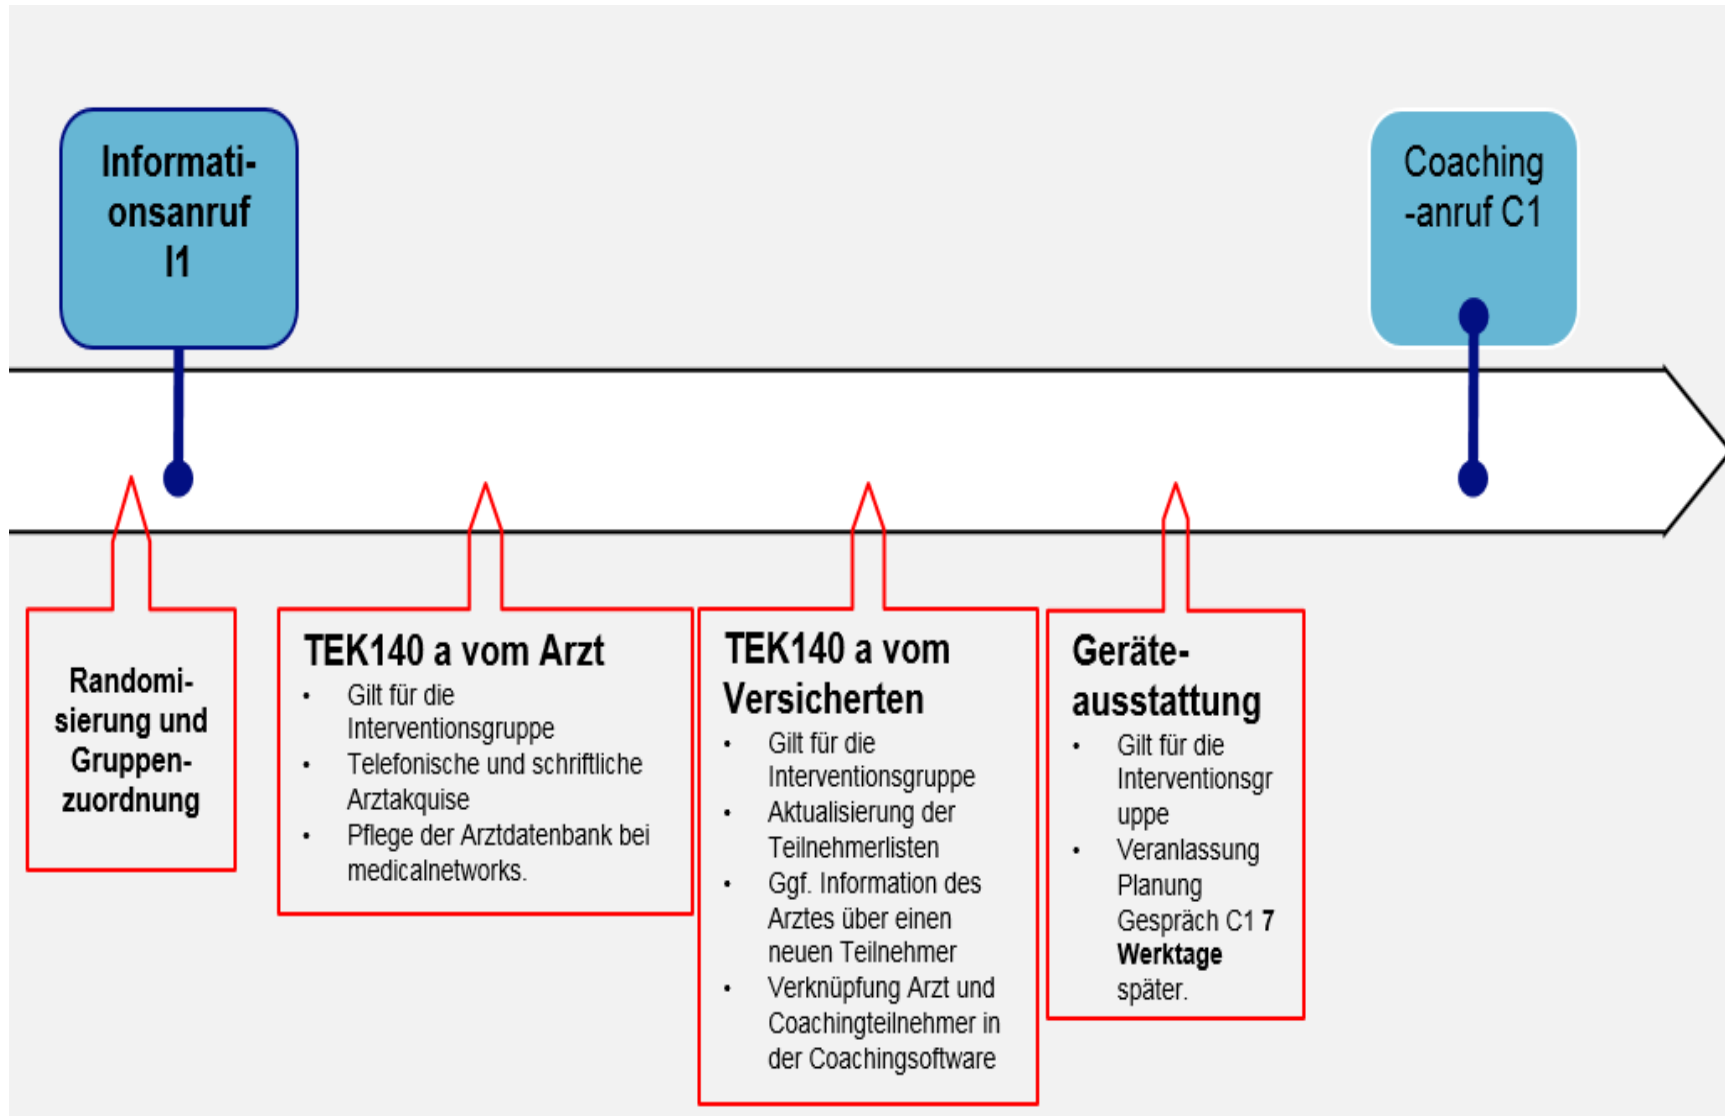 Informati-
onsanruf
I1
Coaching
-anruf C1
Randomi-
sierung und
Gruppen-
zuordnung
TEK140 a vom Arzt
• Gilt für die
Interventionsgruppe
• Telefonische und schriftliche
Arztakquise
• Pflege der Arztdatenbank bei
medicalnetworks.
TEK140 a vom
Versicherten
• Gilt für die
Interventionsgruppe
• Aktualisierung der
Teilnehmerlisten
• Ggf. Information des
Arztes über einen
neuen Teilnehmer
• Verknüpfung Arzt und
Coachingteilnehmer in
der Coachingsoftware
Geräte-
ausstattung
• Gilt für die
Interventionsgr
uppe
• Veranlassung
Planung
Gespräch C1 7
Werktage
später.